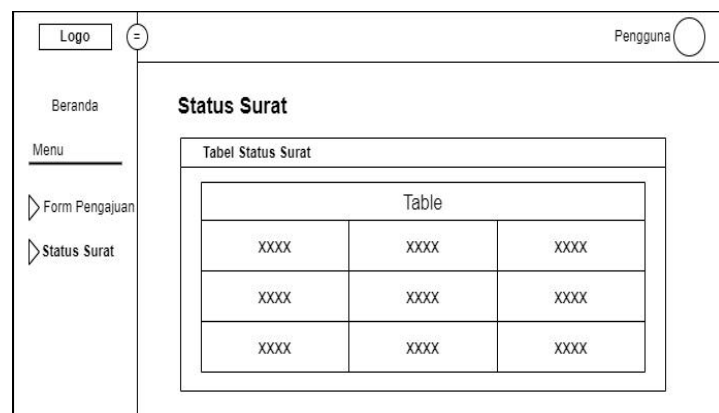 Logo
=
Pengguna
Beranda
Menu
Form Pengajuan
Status Surat
Status Surat
Tabel Status Surat
Table
XXXX XXXX XXXX
XXXX XXXX XXXX
XXXX XXXX XXXX